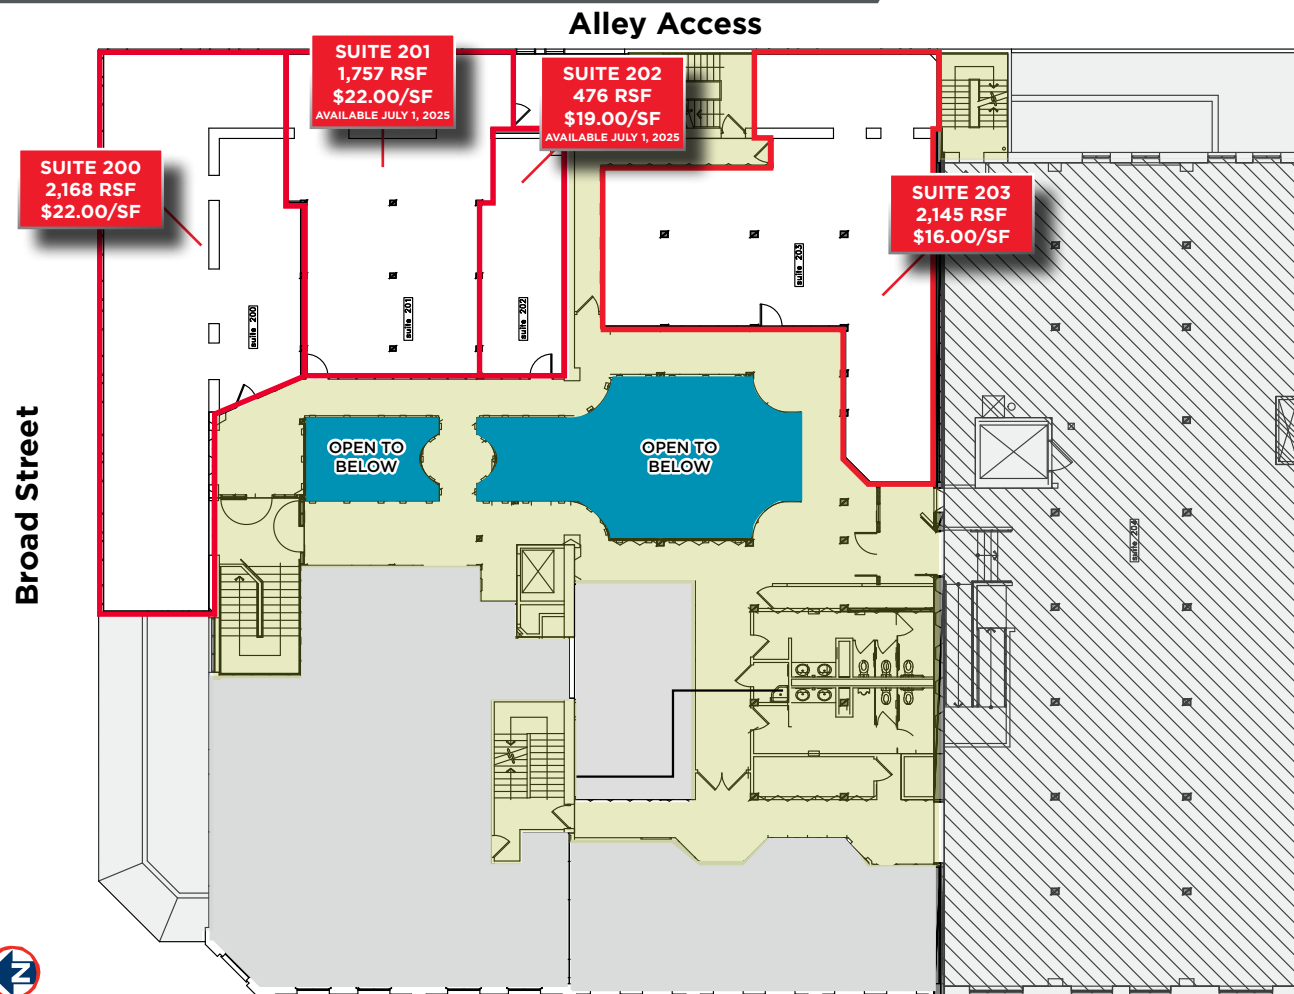 Alley Access
SUITE 201
1,757 RSF
$22.00/SF
AVAILABLE JULY 1, 2025
SUITE 202
476 RSF
$19.00/SF
AVAILABLE JULY 1, 2025
SUITE 200
2,168 RSF
$22.00/SF
SUITE 203
2,145 RSF
$16.00/SF
suite 203
suite 200
suite 201
suite 202
Broad Street
OPEN TO
BELOW
OPEN TO
BELOW
suite 204
N